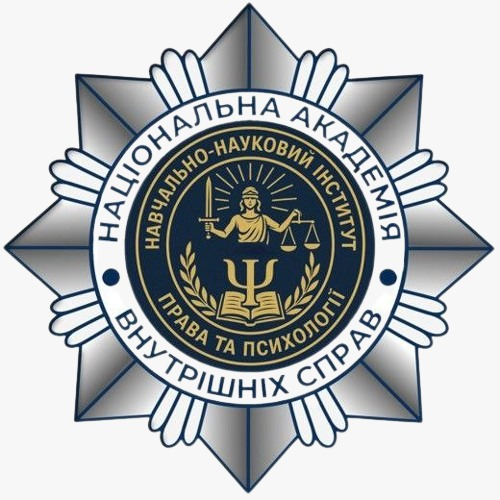 НАЦІОНАЛЬНА АКАДЕМІЯ
ВНУТРІШНІХ СПРАВ
НАВЧАЛЬНО-НАУКОВИЙ ІНСТИТУТ
ПРАВА ТА ПСИХОЛОГІЇ
Ψ